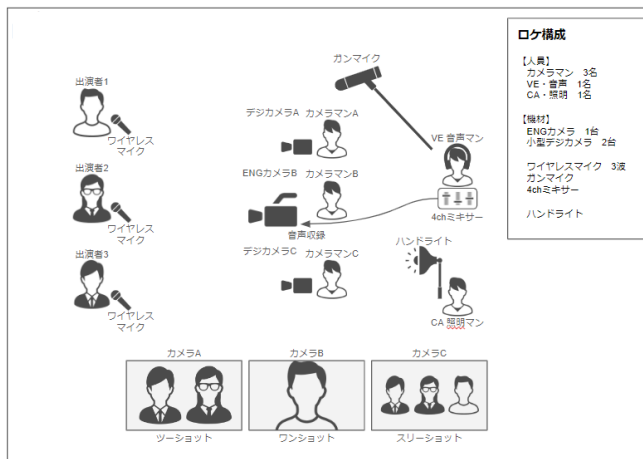 ガンマイク
出演者1
ワイヤレス
マイク
デジカメラA カメラマンA
VE 音声マン
出演者2
ワイヤレス
マイク
ENGカメラB カメラマンB
音声収録
4chミキサー
出演者3
ワイヤレス
マイク
デジカメラC カメラマンC
ハンドライト
CA 照明マン
カメラA
カメラB
カメラC
ツーショット
ワンショット
スリーショット
ロケ構成
【人員】
カメラマン 3名
VE・音声 1名
CA・照明 1名
【機材】
ENGカメラ 1台
小型デジカメラ 2台
ワイヤレスマイク 3波
ガンマイク
4chミキサー
ハンドライト